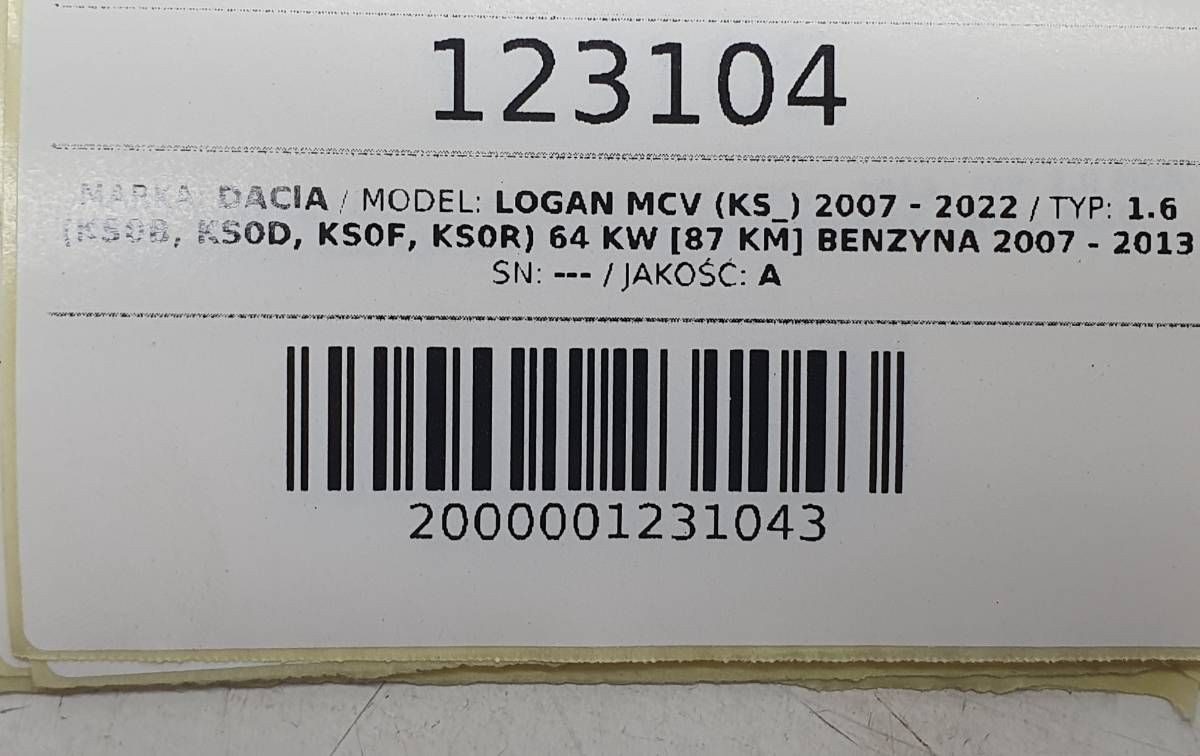 123104
MARKA: DACIA / MODEL: LOGAN MCV (KS_) 2007 - 2022 / TYP: 1.6
(KS0B, KS0D, KS0F, KS0R) 64 KW [87 KM] BENZYNA 2007 - 2013
SN: --- / JAKOŚĆ: A
2000001231043